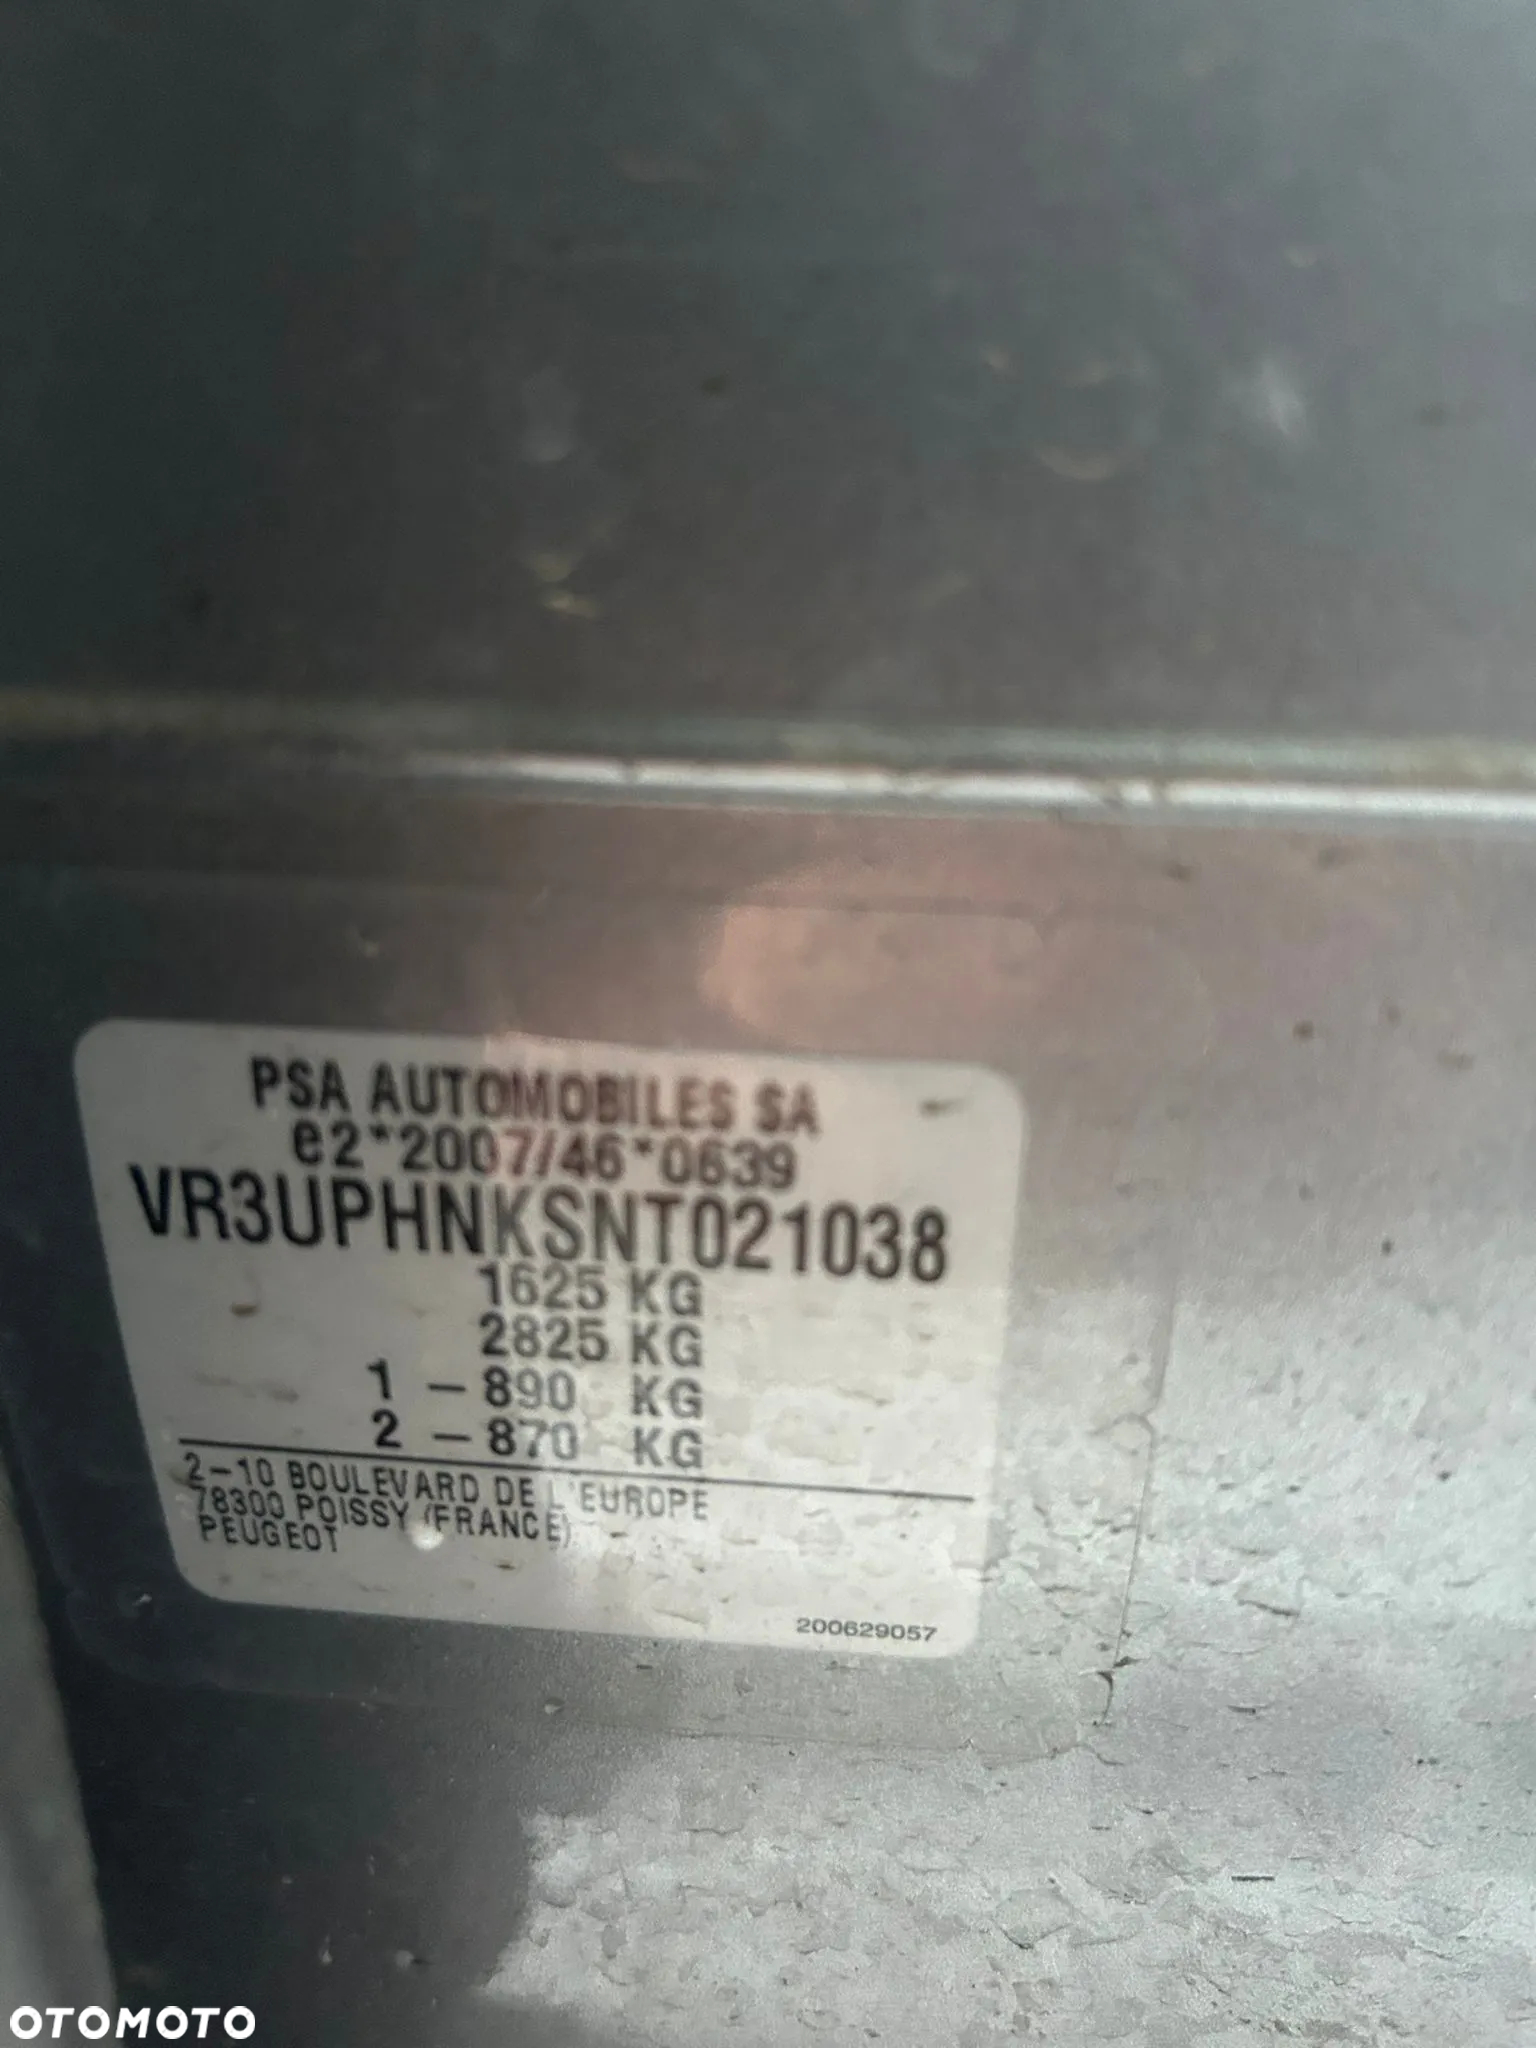 PSA AUTOMOBILES SA
e2*2007/46*0639
VR3UPHNKSNT021038
1625 KG
2825 KG
1 – 890 KG
2 – 870 KG
2–10 BOULEVARD DE L'EUROPE
78300 POISSY (FRANCE)
PEUGEOT
200629057
OTOMOTO